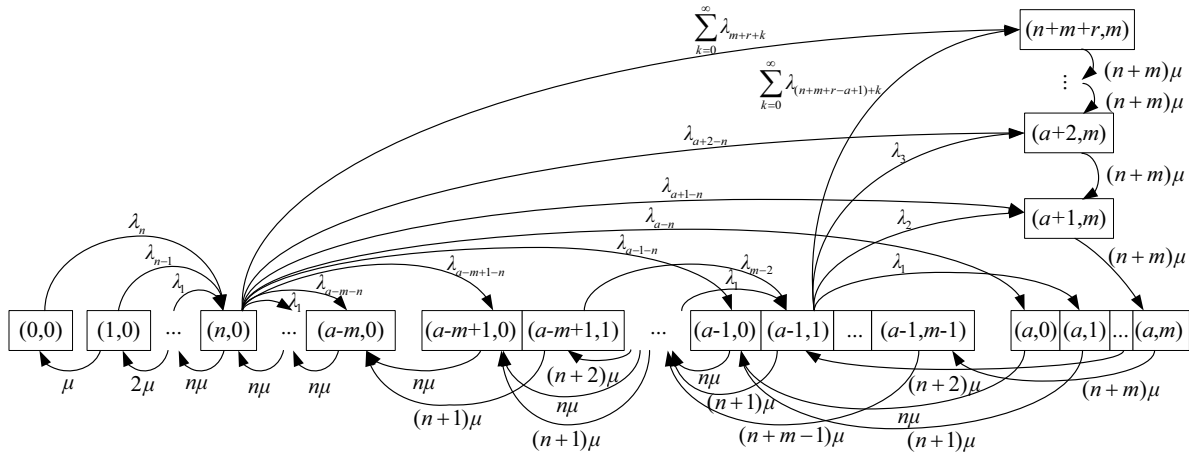 ∑_{k=0}^{∞} λ_{m+r+k}
(n+m+r,m)
(n+m)μ
∑_{k=0}^{∞} λ_{(n+m+r-a+1)+k}
⋮
(n+m)μ
λ_{a+2-n}
(a+2,m)
λ_3
(n+m)μ
λ_{a+1-n}
λ_{a-n}
(a+1,m)
λ_n
λ_2
λ_{n-1}
λ_{a-1-n}
(n+m)μ
λ_1
λ_{a-m-n}
λ_{a-m+1-n}
λ_{m-2}
λ_1
λ_1
λ_1
(0,0) (1,0) ... (n,0) ... (a-m,0) (a-m+1,0) (a-m+1,1) ... (a-1,0) (a-1,1) ... (a-1,m-1) (a,0) (a,1) ... (a,m)
μ 2μ nμ nμ nμ nμ (n+2)μ nμ (n+2)μ (n+m)μ
(n+1)μ nμ (n+1)μ nμ
(n+1)μ (n+m-1)μ (n+1)μ